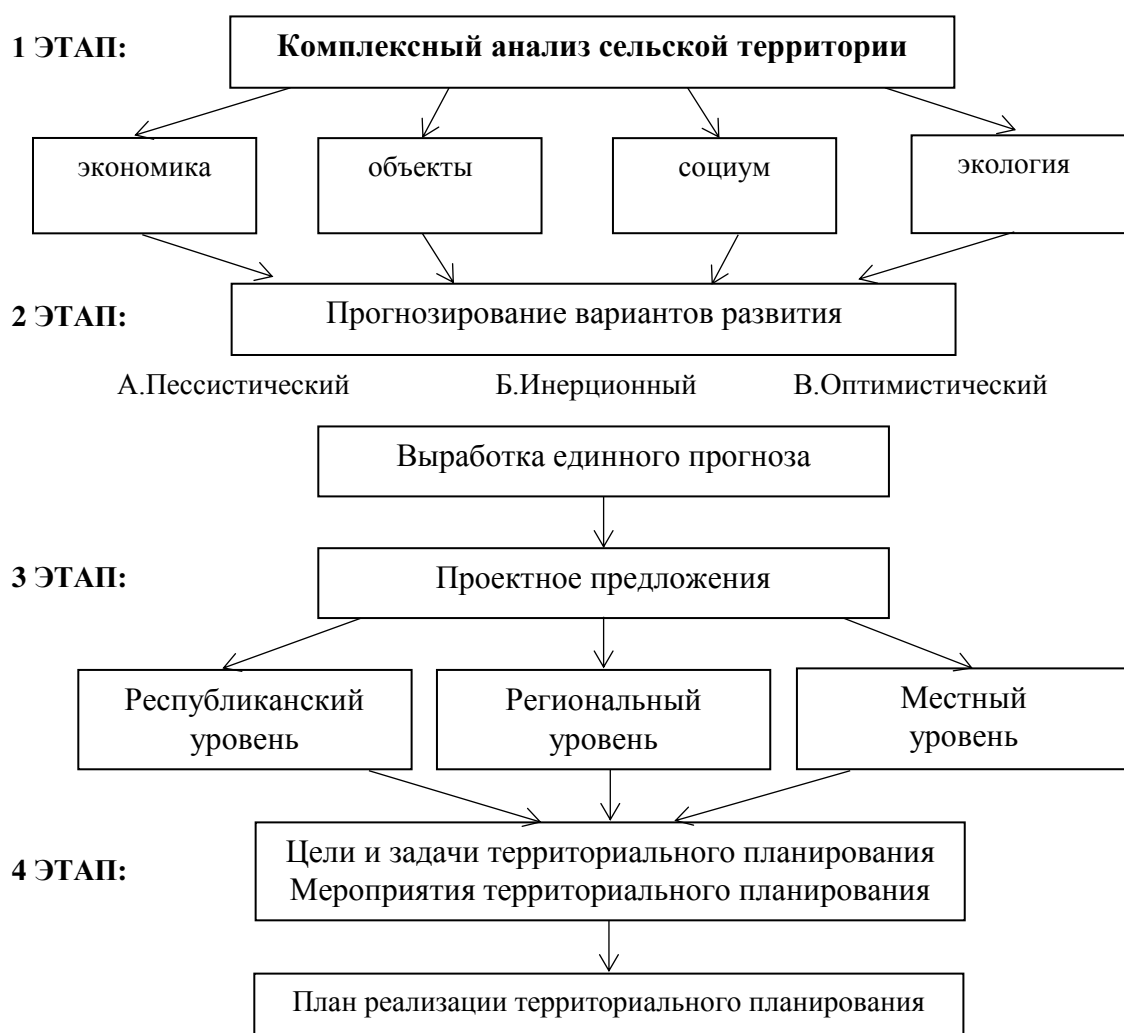 1 ЭТАП:
Комплексный анализ сельской территории
экономика
объекты
социум
экология
2 ЭТАП:
Прогнозирование вариантов развития
А.Пессистический
Б.Инерционный
В.Оптимистический
Выработка единного прогноза
3 ЭТАП:
Проектное предложения
Республиканский
уровень
Региональный
уровень
Местный
уровень
4 ЭТАП:
Цели и задачи территориального планирования
Мероприятия территориального планирования
План реализации территориального планирования